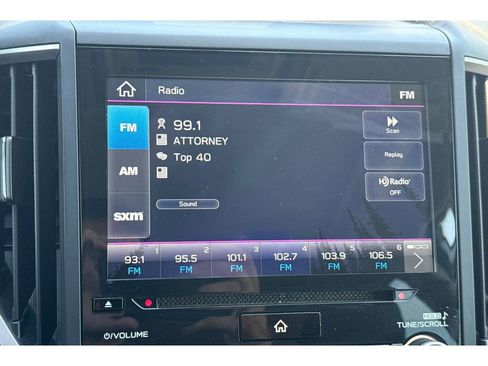 Radio
FM
FM
99.1
Scan
ATTORNEY
Top 40
Replay
AM
HD Radio
OFF
sxm
Sound
1 2 3 4 5 6
93.1 95.5 101.1 102.7 103.9 106.5
FM FM FM FM FM FM
HOLD
/VOLUME
TUNE/SCROLL